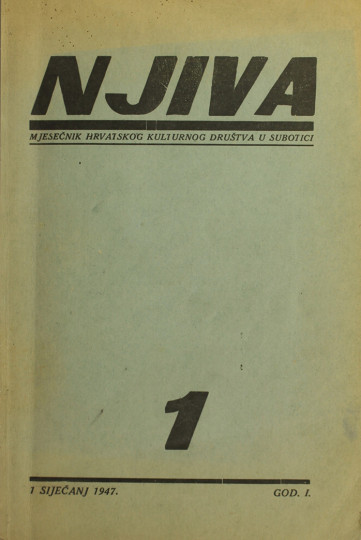 NJIVA
MJESEČNIK HRVATSKOG KULTURNOG DRUŠTVA U SUBOTICI
1
1 SIJEČANJ 1947.
GOD. I.